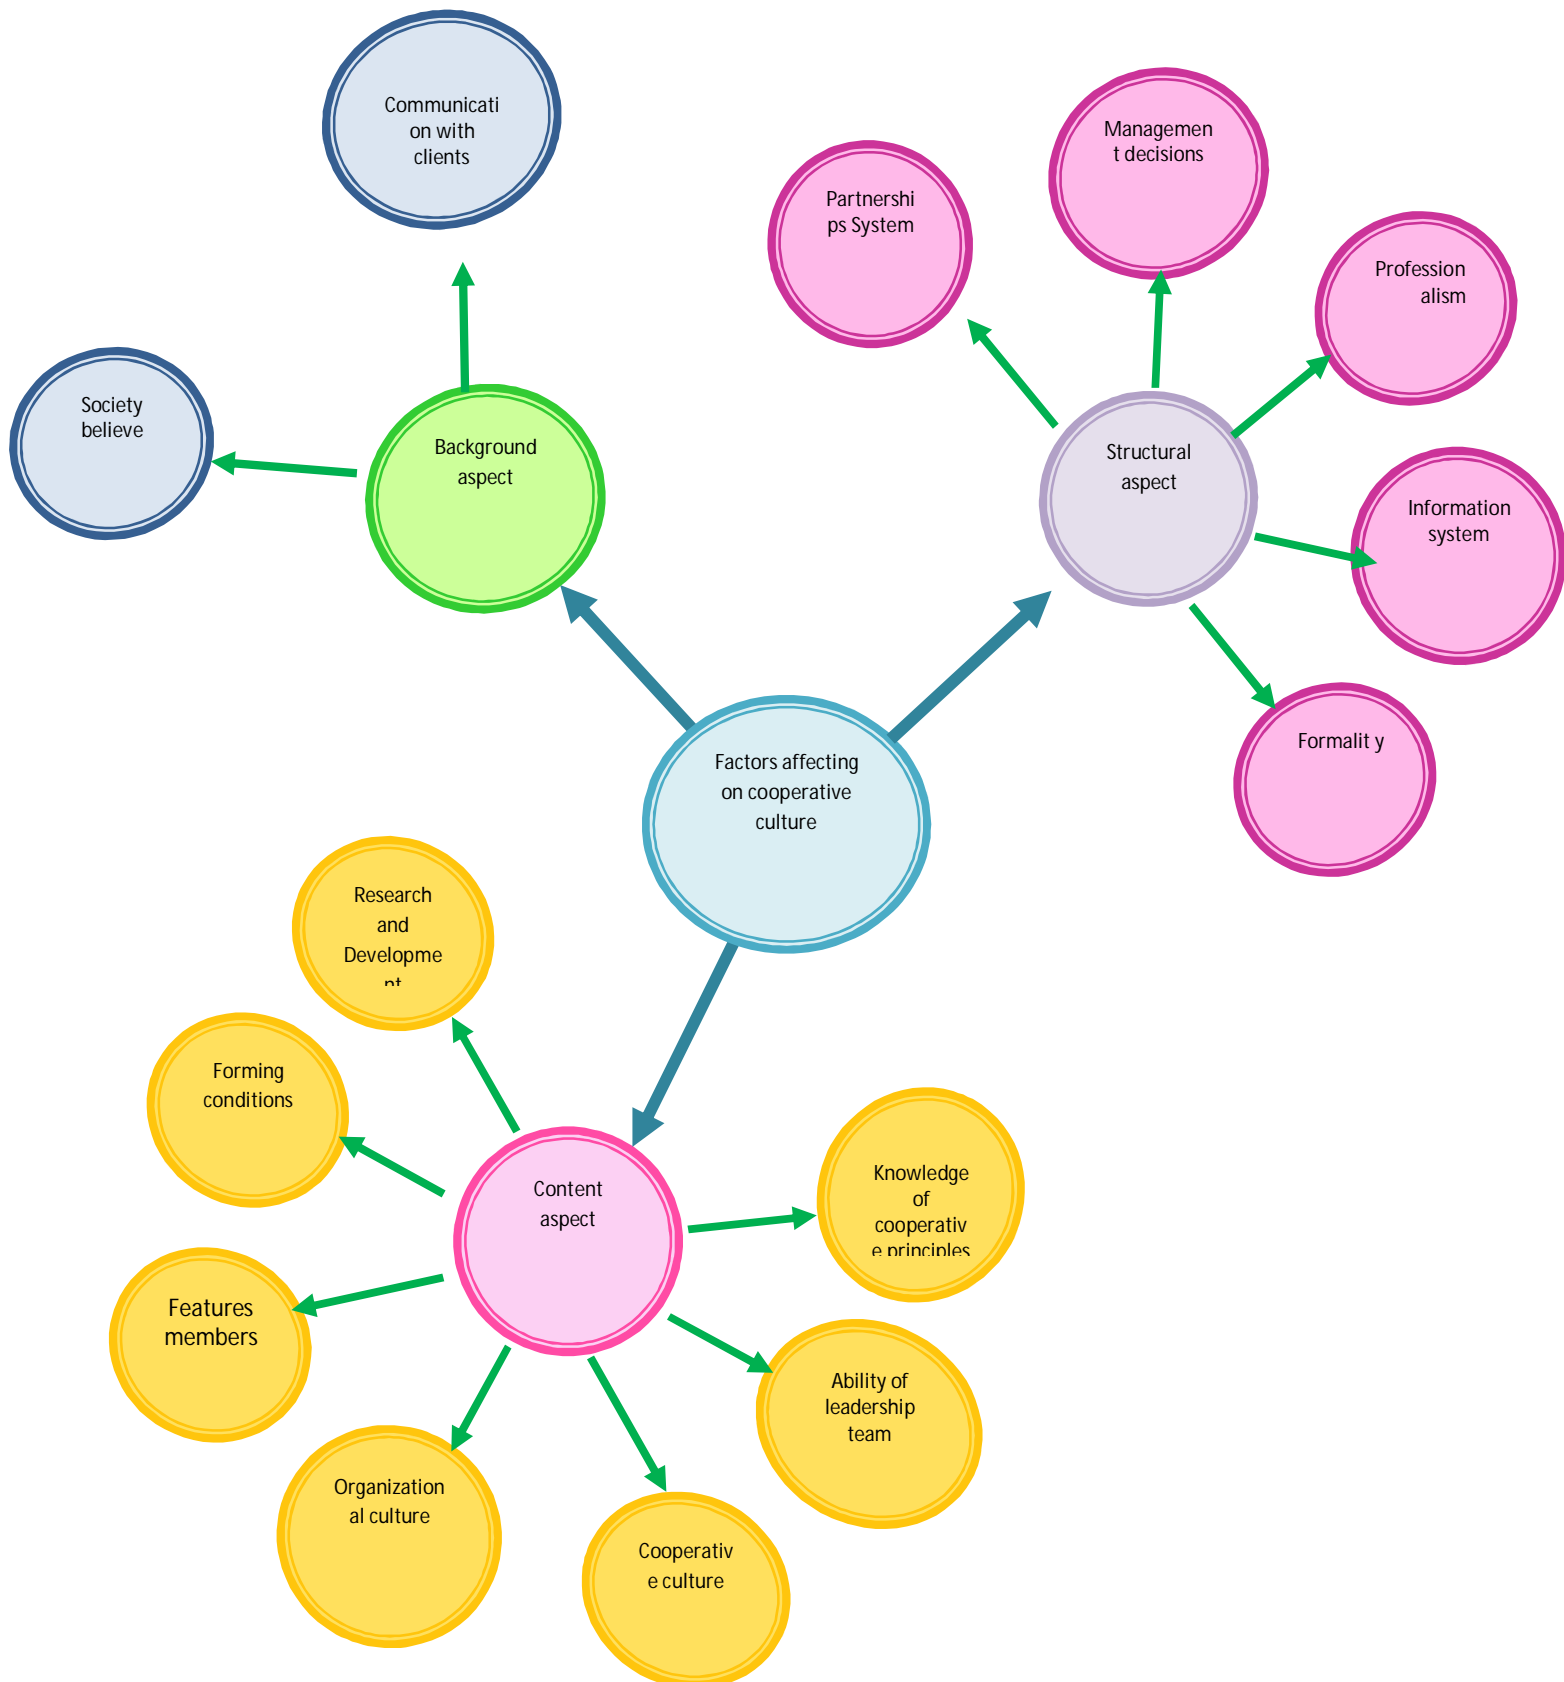 Communicati
on with
clients
Managemen
t decisions
Partnershi
ps System
Profession
alism
Society
believe
Background
aspect
Structural
aspect
Information
system
Formalit y
Factors affecting
on cooperative
culture
Research
and
Developme
nt
Forming
conditions
Content
aspect
Knowledge
of
cooperativ
e principles
Features
members
Ability of
leadership
team
Organization
al culture
Cooperativ
e culture